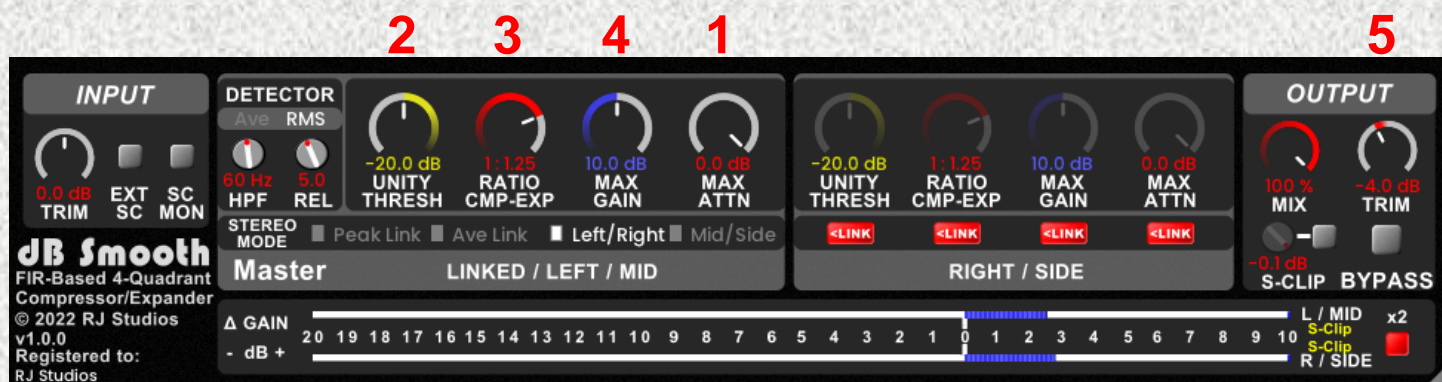 2 3 4 1 5
INPUT
0.0 dB
TRIM
EXT SC
SC MON
DETECTOR
Ave RMS
60 Hz
HPF
5.0
REL
-20.0 dB
UNITY THRESH
1:1.25
RATIO CMP-EXP
10.0 dB
MAX GAIN
0.0 dB
MAX ATTN
-20.0 dB
UNITY THRESH
1:1.25
RATIO CMP-EXP
10.0 dB
MAX GAIN
0.0 dB
MAX ATTN
OUTPUT
100 %
MIX
-4.0 dB
TRIM
-0.1 dB
S-CLIP
BYPASS
STEREO MODE
Peak Link Ave Link Left/Right Mid/Side
<LINK <LINK <LINK <LINK
Master LINKED / LEFT / MID
RIGHT / SIDE
dB Smooth
FIR-Based 4-Quadrant
Compressor/Expander
© 2022 RJ Studios
v1.0.0
Registered to:
RJ Studios
Δ GAIN
- dB +
20 19 18 17 16 15 14 13 12 11 10 9 8 7 6 5 4 3 2 1 0 1 2 3 4 5 6 7 8 9 10
L / MID
S-Clip
S-Clip
R / SIDE
x2